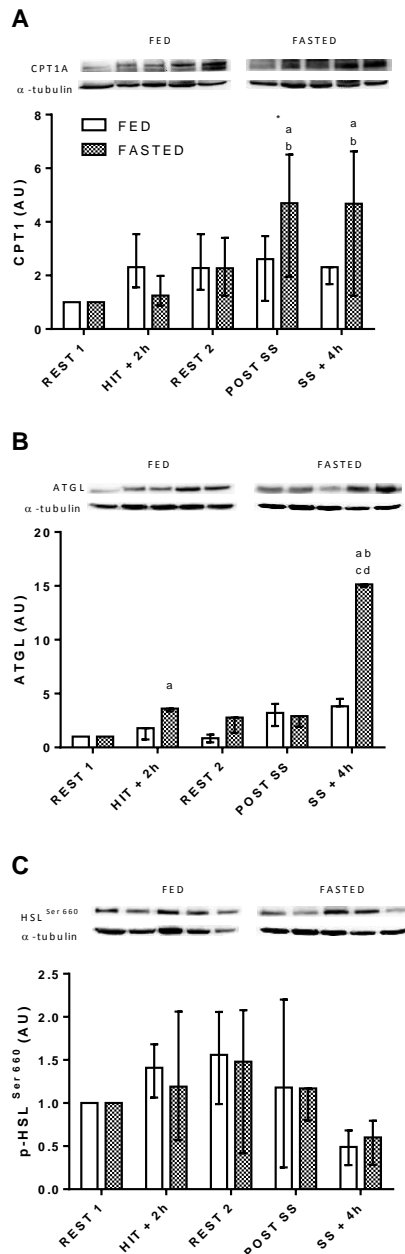 A
FED FASTED
CPT1A
α-tubulin
8
6
4
2
0
CPT1 (AU)
FED
FASTED
* a a
b b
REST 1 HIT + 2h REST 2 POST SS SS + 4h
B
FED FASTED
ATGL
α-tubulin
20
15
10
5
0
ATGL (AU)
a
ab
cd
REST 1 HIT + 2h REST 2 POST SS SS + 4h
C
FED FASTED
HSL Ser 660
α-tubulin
2.5
2.0
1.5
1.0
0.5
0.0
p-HSL Ser 660 (AU)
REST 1 HIT + 2h REST 2 POST SS SS + 4h